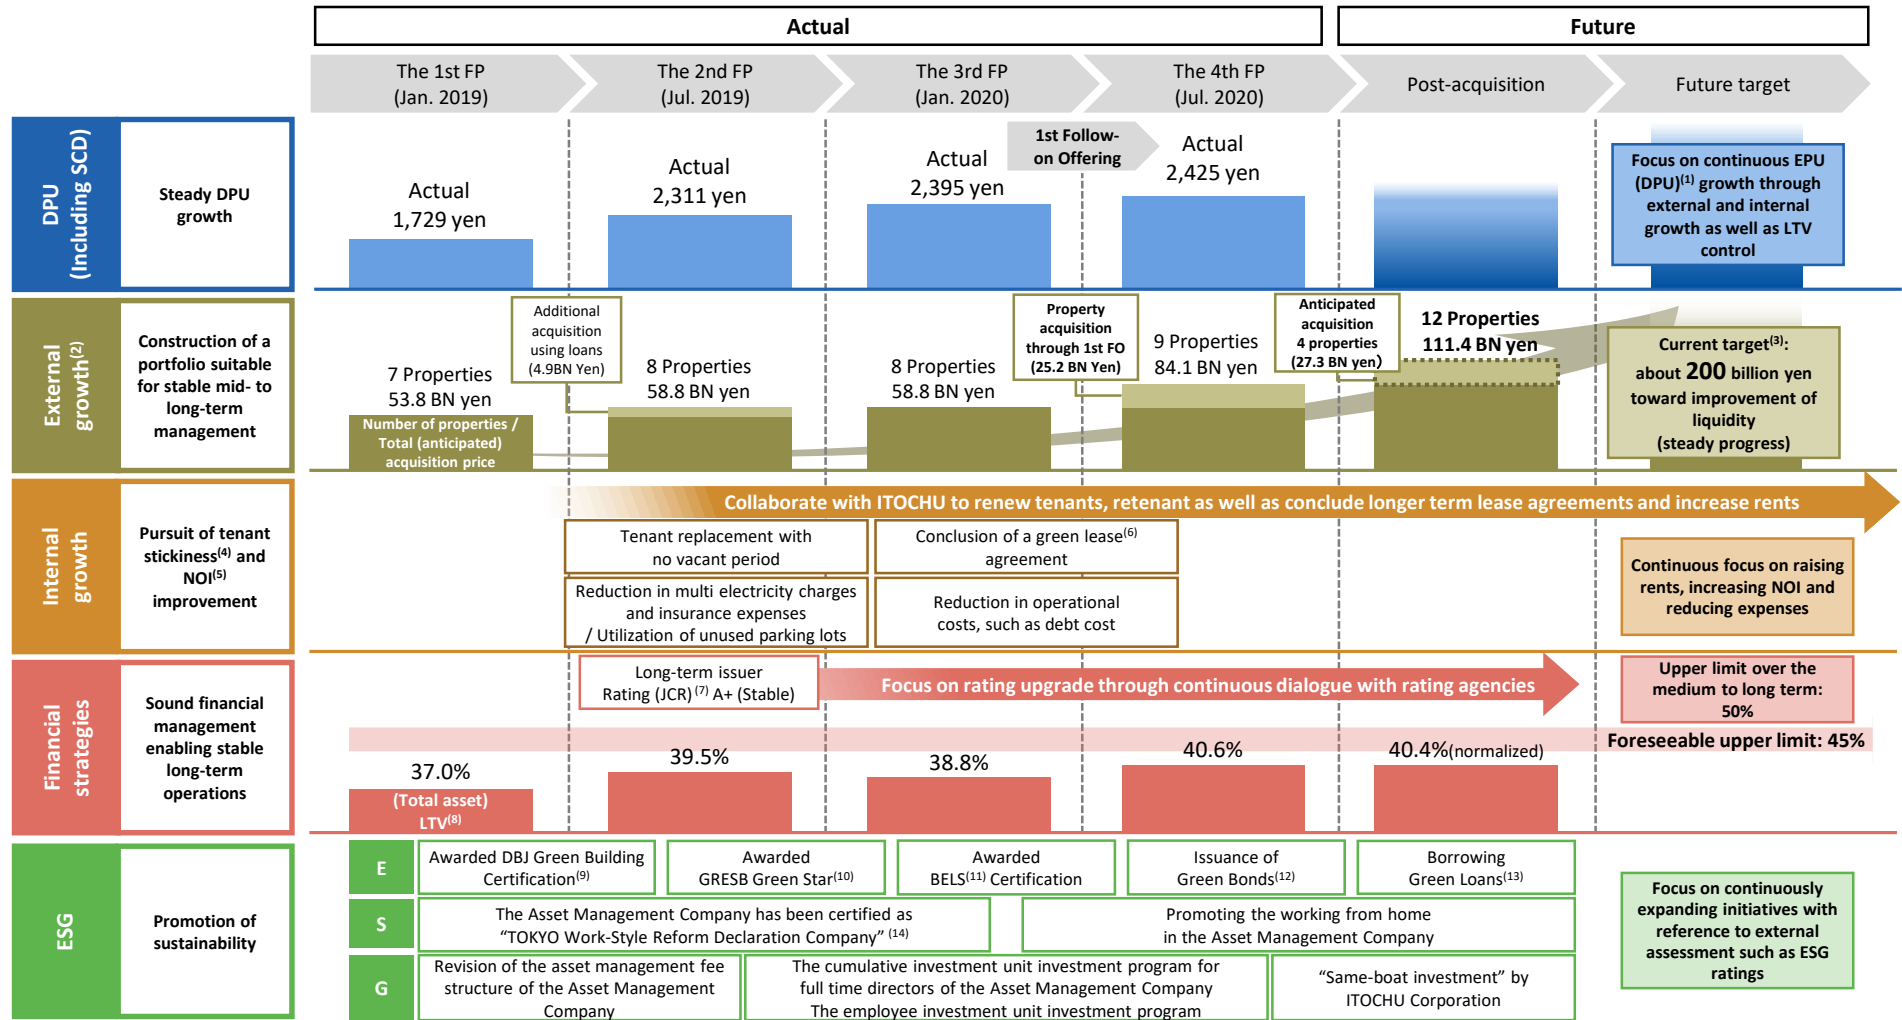 Actual
Future
The 1st FP
(Jan. 2019)
The 2nd FP
(Jul. 2019)
The 3rd FP
(Jan. 2020)
The 4th FP
(Jul. 2020)
Post-acquisition
Future target
DPU
(Including SCD)
Steady DPU
growth
Actual
1,729 yen
Actual
2,311 yen
Actual
2,395 yen
1st Follow-
on Offering
Actual
2,425 yen
Focus on continuous EPU
(DPU)(1) growth through
external and internal
growth as well as LTV
control
External
growth(2)
Construction of a
portfolio suitable
for stable mid- to
long-term
management
7 Properties
53.8 BN yen
Number of properties /
Total (anticipated)
acquisition price
Additional
acquisition
using loans
(4.9BN Yen)
8 Properties
58.8 BN yen
8 Properties
58.8 BN yen
Property
acquisition
through 1st FO
(25.2 BN Yen)
9 Properties
84.1 BN yen
Anticipated
acquisition
4 properties
(27.3 BN yen)
12 Properties
111.4 BN yen
Current target(3):
about 200 billion yen
toward improvement of
liquidity
(steady progress)
Internal
growth
Pursuit of tenant
stickiness(4) and
NOI(5)
improvement
Collaborate with ITOCHU to renew tenants, retenant as well as conclude longer term lease agreements and increase rents
Tenant replacement with
no vacant period
Conclusion of a green lease(6)
agreement
Reduction in multi electricity charges
and insurance expenses
/ Utilization of unused parking lots
Reduction in operational
costs, such as debt cost
Continuous focus on raising
rents, increasing NOI and
reducing expenses
Financial
strategies
Sound financial
management
enabling stable
long-term
operations
Long-term issuer
Rating (JCR)(7) A+ (Stable)
Focus on rating upgrade through continuous dialogue with rating agencies
Upper limit over the
medium to long term:
50%
Foreseeable upper limit: 45%
37.0%
(Total asset)
LTV(8)
39.5%
38.8%
40.6%
40.4%(normalized)
ESG
Promotion of
sustainability
E
Awarded DBJ Green Building
Certification(9)
Awarded
GRESB Green Star(10)
Awarded
BELS(11) Certification
Issuance of
Green Bonds(12)
Borrowing
Green Loans(13)
S
The Asset Management Company has been certified as
“TOKYO Work-Style Reform Declaration Company” (14)
Promoting the working from home
in the Asset Management Company
G
Revision of the asset management fee
structure of the Asset Management
Company
The cumulative investment unit investment program for
full time directors of the Asset Management Company
The employee investment unit investment program
“Same-boat investment” by
ITOCHU Corporation
Focus on continuously
expanding initiatives with
reference to external
assessment such as ESG
ratings